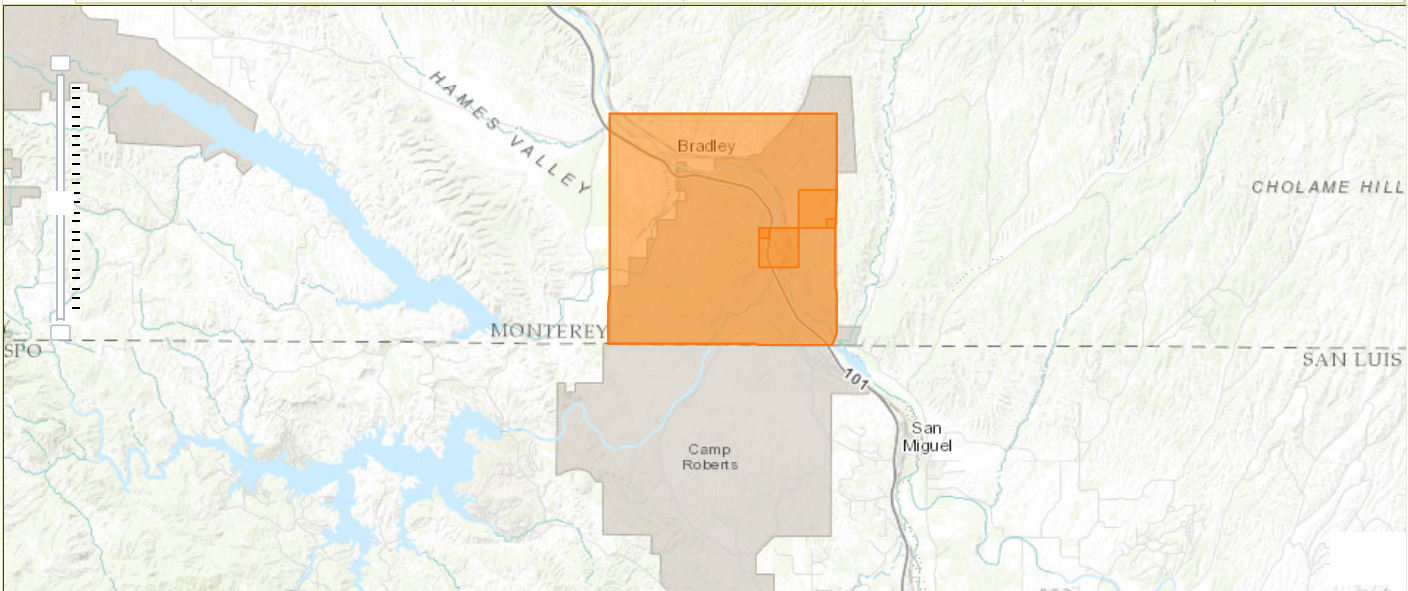 HAMES VALLEY
Bradley
CHOLAME HILL
MONTEREY
SPO
SAN LUIS
101
San
Miguel
Camp
Roberts